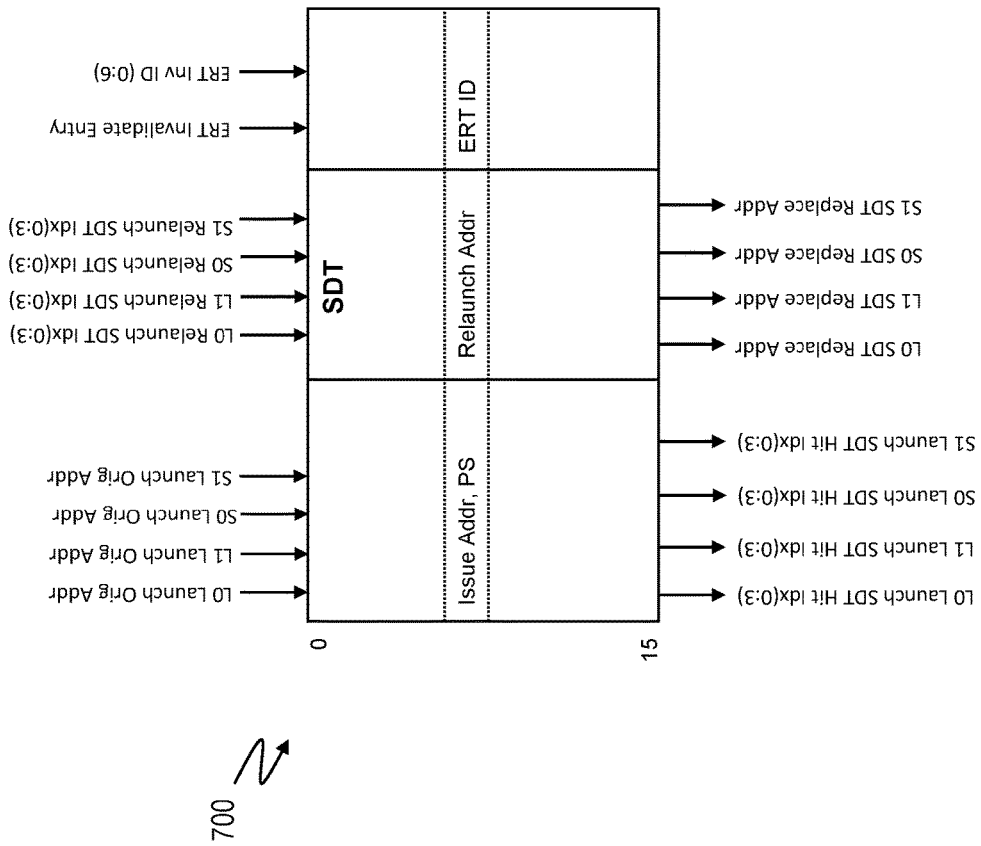 700
0
15
L0 Launch Orig Addr
L1 Launch Orig Addr
S0 Launch Orig Addr
S1 Launch Orig Addr
L0 Relaunch SDT Idx(0:3)
L1 Relaunch SDT Idx(0:3)
S0 Relaunch SDT Idx(0:3)
S1 Relaunch SDT Idx(0:3)
ERT Invalidate Entry
ERT Inv ID (0:6)
SDT
Issue Addr, PS
Relaunch Addr
ERT ID
L0 Launch SDT Hit Idx(0:3)
L1 Launch SDT Hit Idx(0:3)
S0 Launch SDT Hit Idx(0:3)
S1 Launch SDT Hit Idx(0:3)
L0 SDT Replace Addr
L1 SDT Replace Addr
S0 SDT Replace Addr
S1 SDT Replace Addr